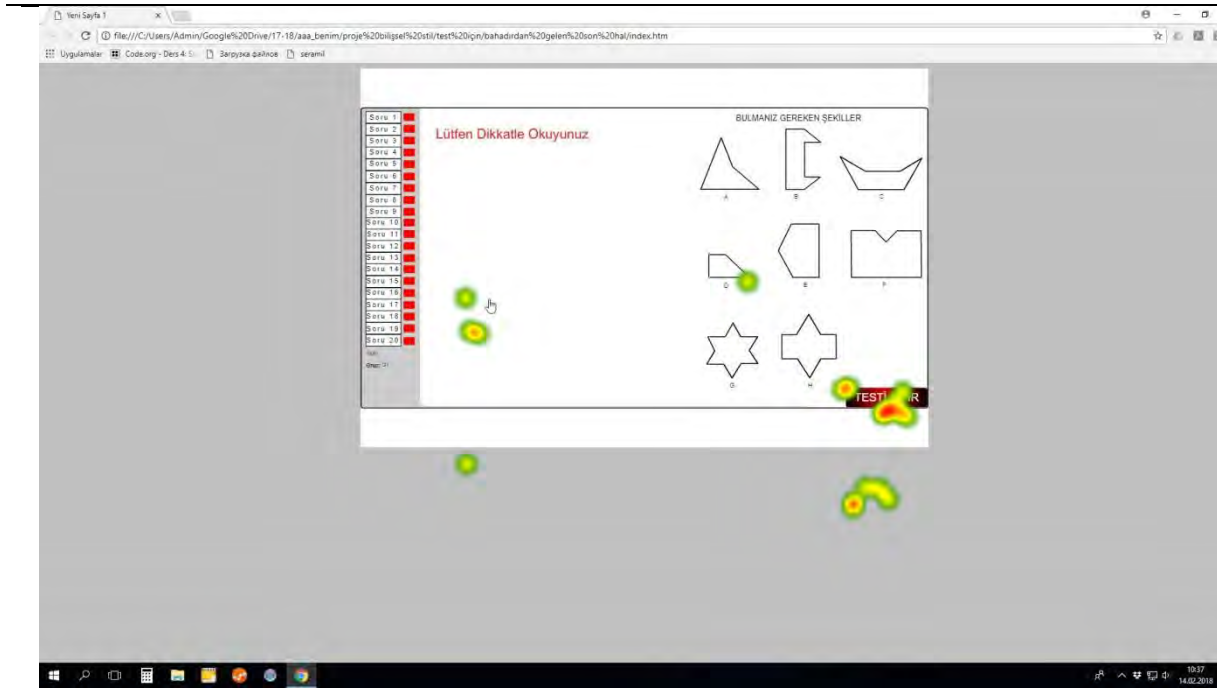 Yeni Sayfa 1
file:///C:/Users/Admin/Google%20Drive/17-18/aaa_benim/proje%20bilişsel%20stil/test%20için/bahadırdan%20gelen%20son%20hal/index.htm
Uygulamalar Code.org - Ders 4: Загрузка файлов seramil
BULMANIZ GEREKEN ŞEKİLLER
Lütfen Dikkatle Okuyunuz
Soru 1
Soru 2
Soru 3
Soru 4
Soru 5
Soru 6
Soru 7
Soru 8
Soru 9
Soru 10
Soru 11
Soru 12
Soru 13
Soru 14
Soru 15
Soru 16
Soru 17
Soru 18
Soru 19
Soru 20
A B C
D E F
G H
TESTİ R
10:37
14.02.2018